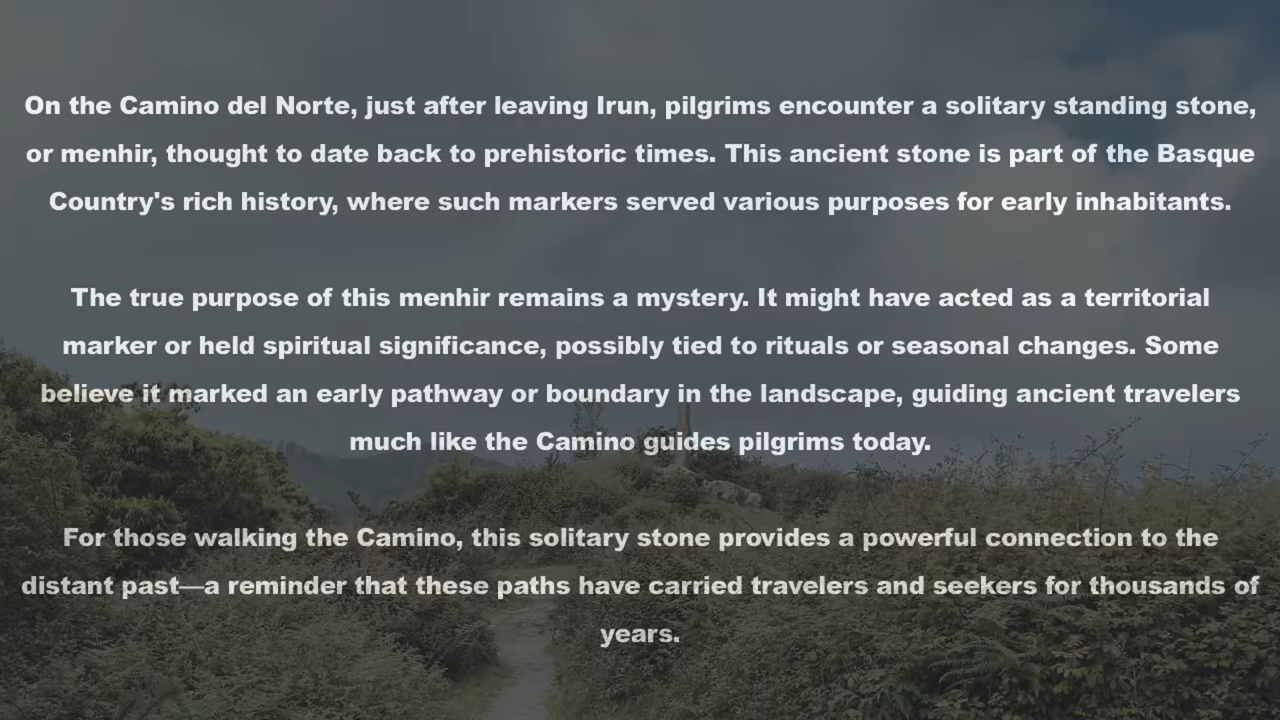 On the Camino del Norte, just after leaving Irun, pilgrims encounter a solitary standing stone,
or menhir, thought to date back to prehistoric times. This ancient stone is part of the Basque
Country's rich history, where such markers served various purposes for early inhabitants.
The true purpose of this menhir remains a mystery. It might have acted as a territorial
marker or held spiritual significance, possibly tied to rituals or seasonal changes. Some
believe it marked an early pathway or boundary in the landscape, guiding ancient travelers
much like the Camino guides pilgrims today.
For those walking the Camino, this solitary stone provides a powerful connection to the
distant past—a reminder that these paths have carried travelers and seekers for thousands of
years.